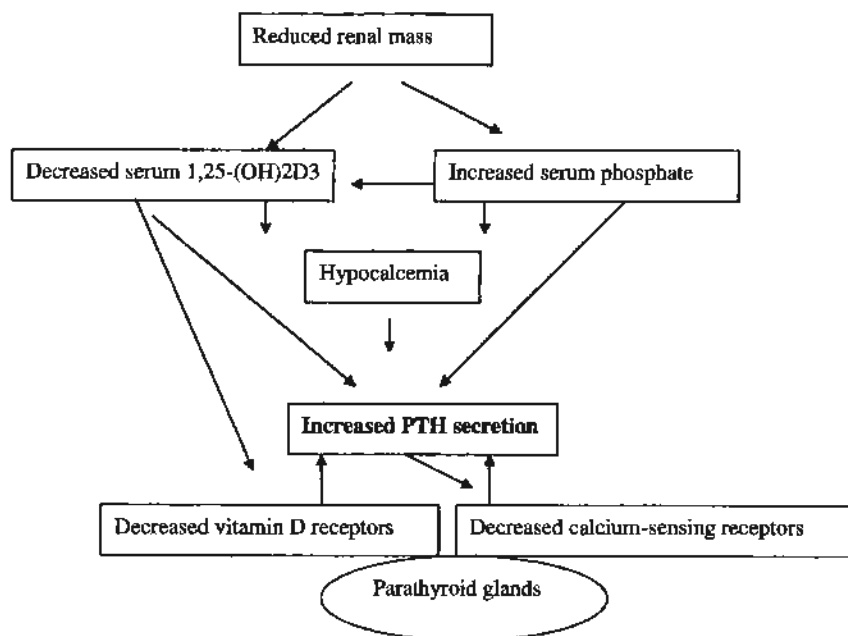 Reduced renal mass
Decreased serum 1,25-(OH)2D3
Increased serum phosphate
Hypocalcemia
Increased PTH secretion
Decreased vitamin D receptors
Decreased calcium-sensing receptors
Parathyroid glands